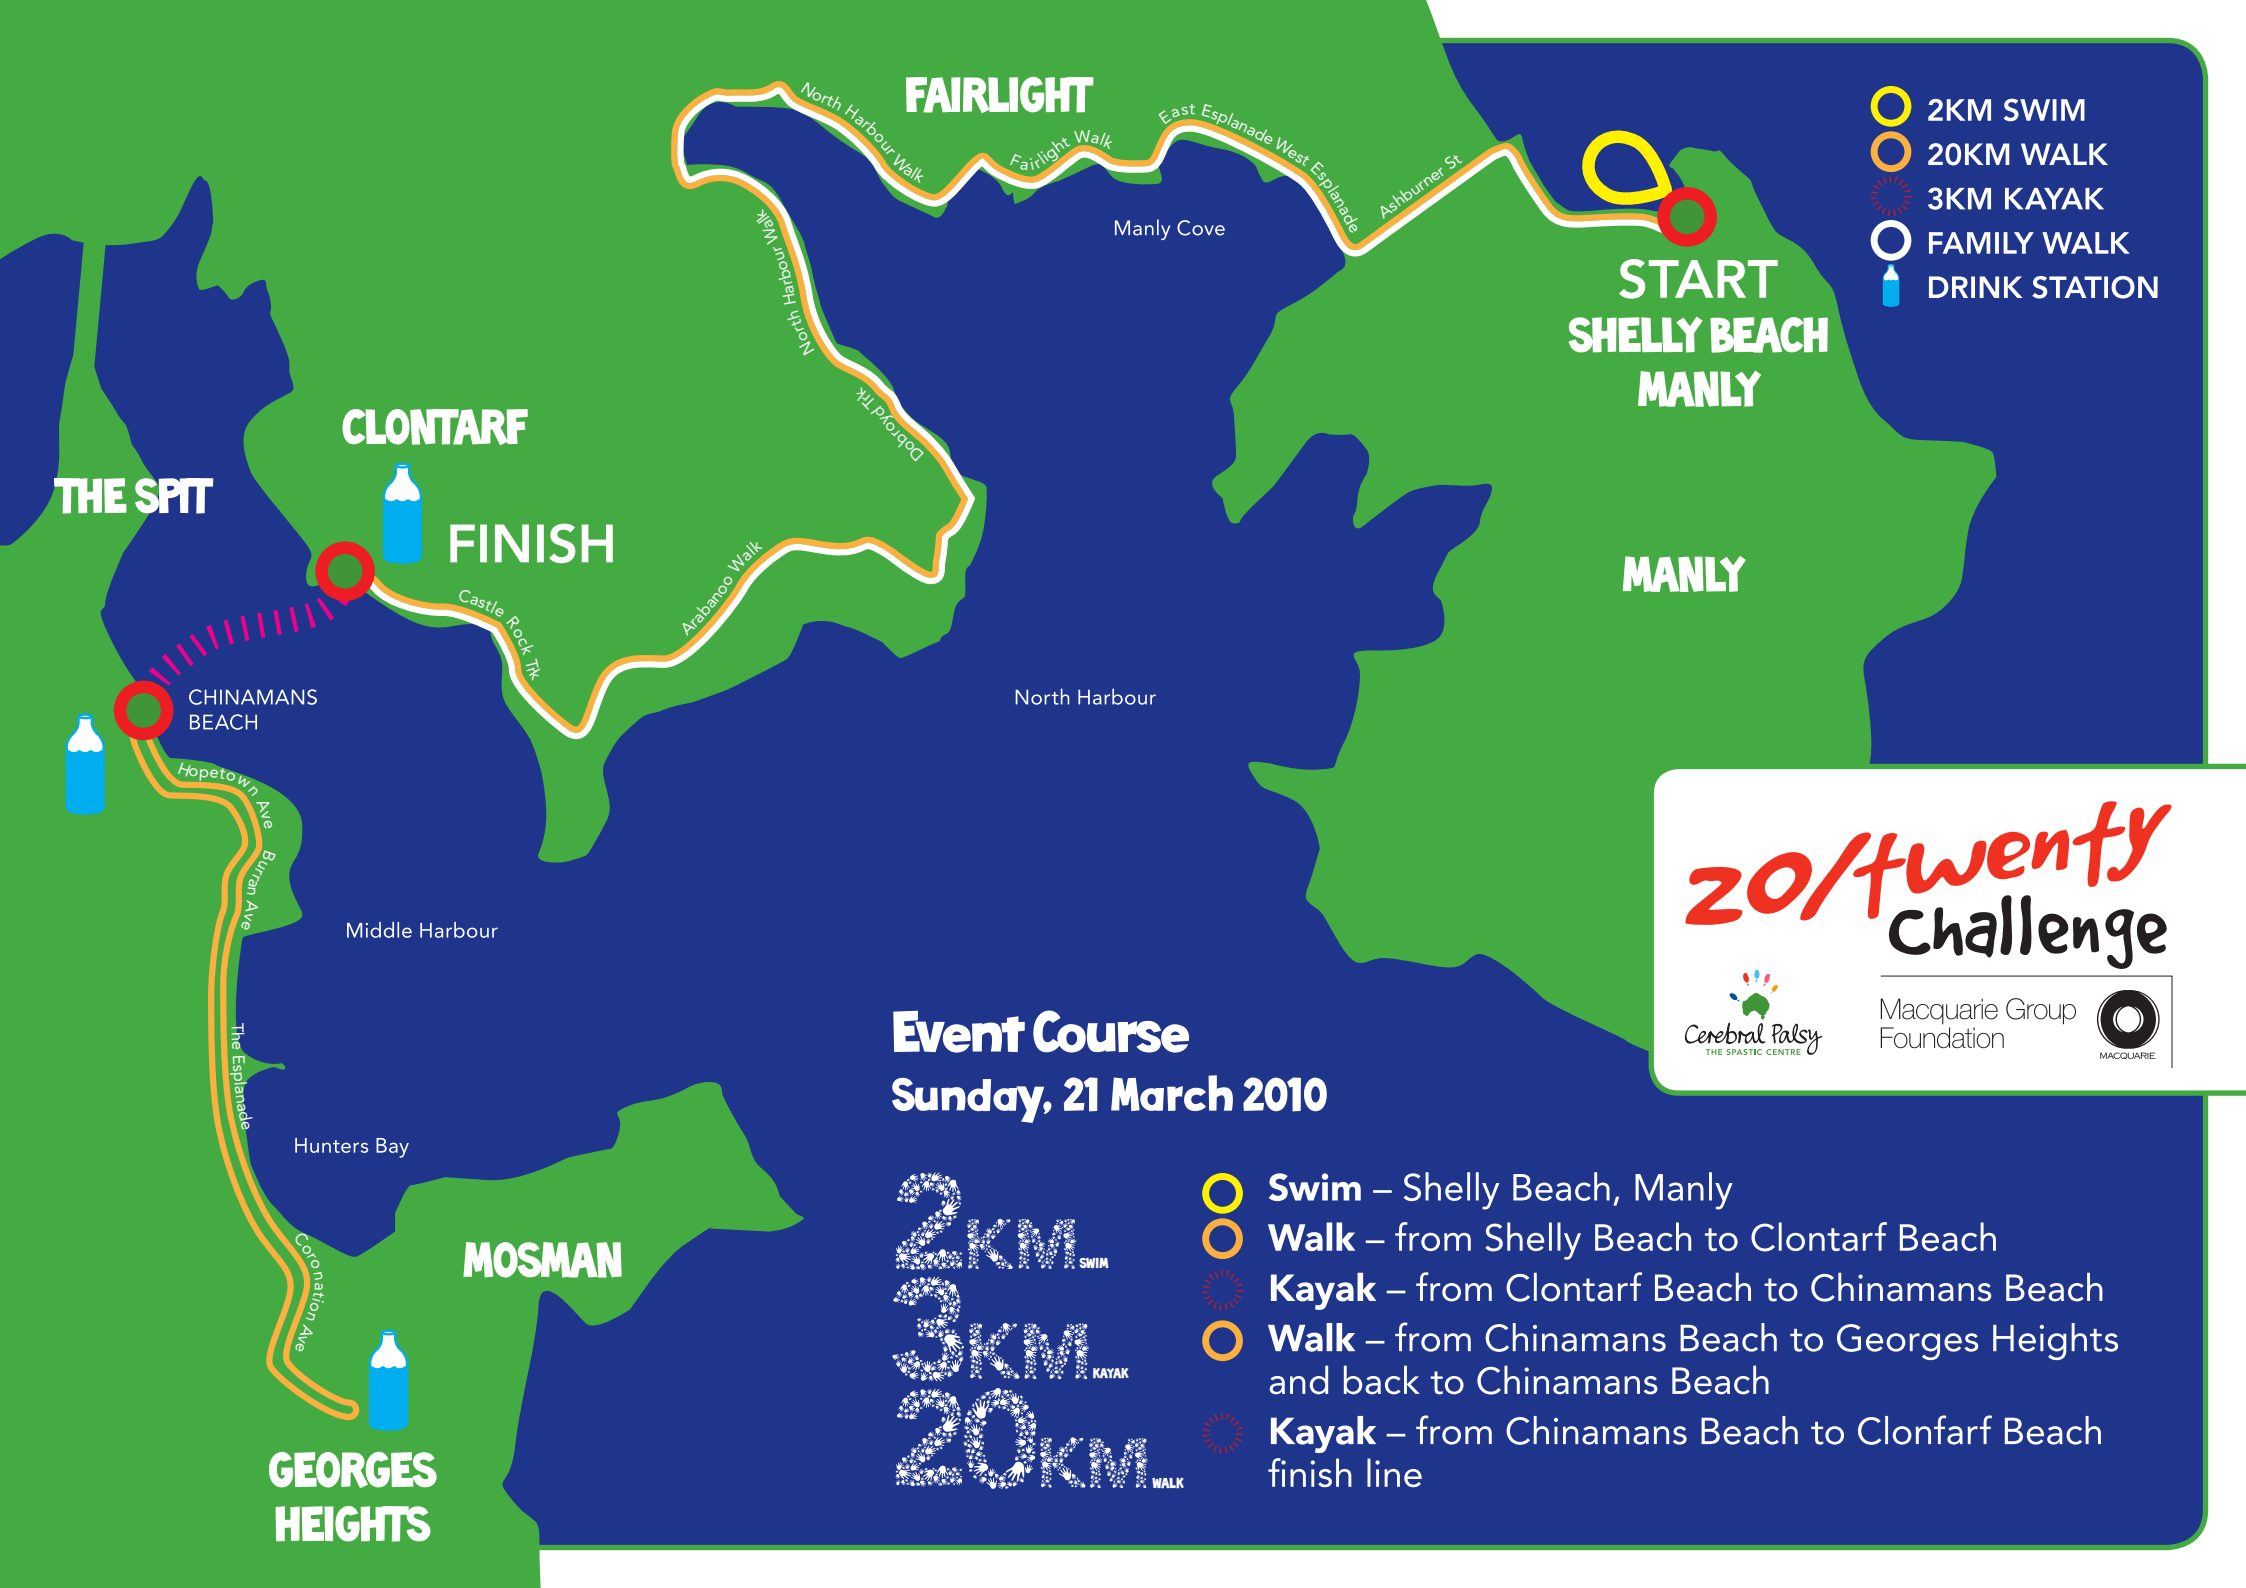 FAIRLIGHT
North Harbour Walk
Fairlight Walk
East Esplanade
West Esplanade
Ashburner St
2KM SWIM
20KM WALK
3KM KAYAK
FAMILY WALK
DRINK STATION
Manly Cove
North Harbour Walk
START
SHELLY BEACH
MANLY
Dobroyd Trk
CLONTARF
THE SPIT
FINISH
Arabanoo Walk
Castle Rock Trk
MANLY
CHINAMANS
BEACH
North Harbour
Hopetown Ave
Burran Ave
Middle Harbour
The Esplanade
Hunters Bay
Coronation Ave
MOSMAN
GEORGES
HEIGHTS
20/twenty
Challenge
Cerebral Palsy
THE SPASTIC CENTRE
Macquarie Group
Foundation
MACQUARIE
Event Course
Sunday, 21 March 2010
2KM SWIM
3KM KAYAK
20KM WALK
Swim – Shelly Beach, Manly
Walk – from Shelly Beach to Clontarf Beach
Kayak – from Clontarf Beach to Chinamans Beach
Walk – from Chinamans Beach to Georges Heights
and back to Chinamans Beach
Kayak – from Chinamans Beach to Clonfarf Beach
finish line